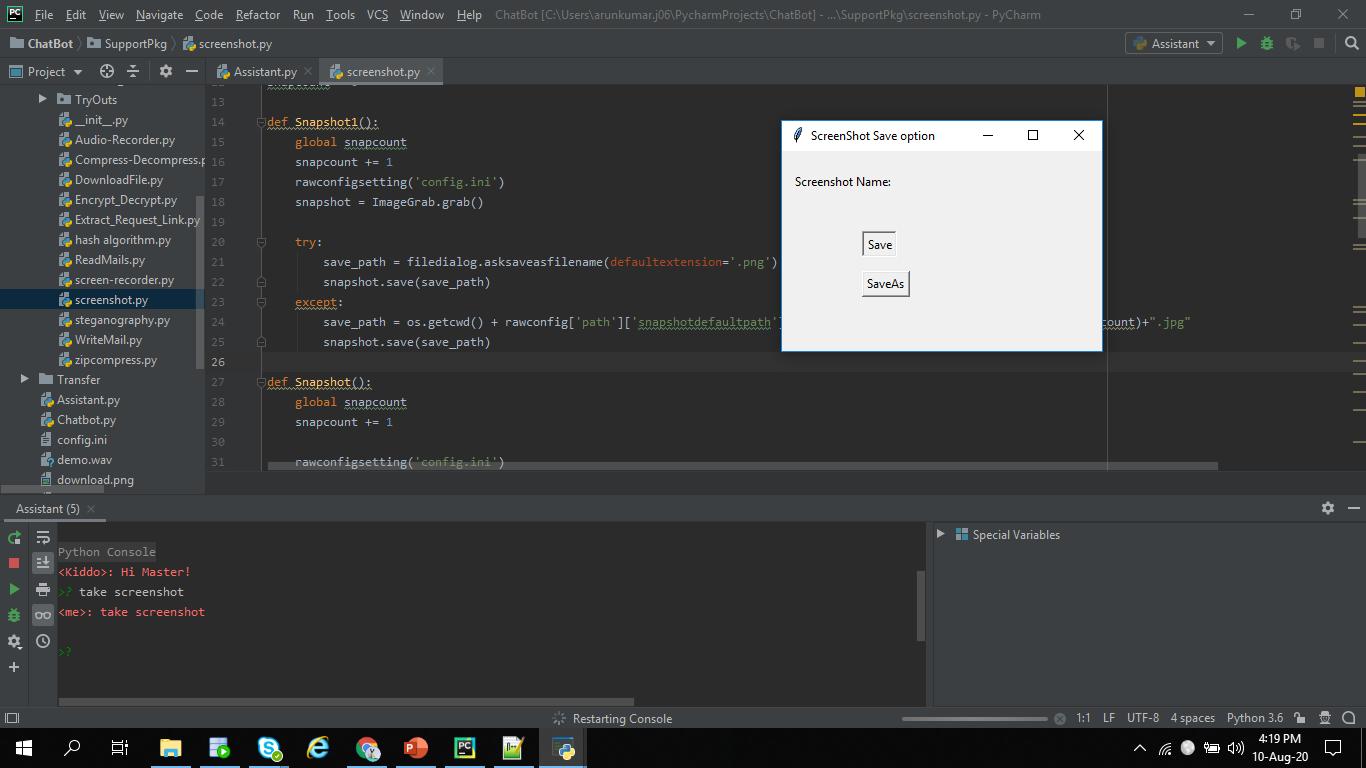 File Edit View Navigate Code Refactor Run Tools VCS Window Help ChatBot [C:\Users\arunkumar.j06\PycharmProjects\ChatBot] - ...\SupportPkg\screenshot.py - PyCharm
ChatBot SupportPkg screenshot.py Assistant
Project Assistant.py screenshot.py
TryOuts
__init__.py
Audio-Recorder.py
Compress-Decompress.p
DownloadFile.py
Encrypt_Decrypt.py
Extract_Request_Link.py
hash algorithm.py
ReadMails.py
screen-recorder.py
screenshot.py
steganography.py
WriteMail.py
zipcompress.py
Transfer
Assistant.py
Chatbot.py
config.ini
demo.wav
download.png
13
14 def Snapshot1():
15 global snapcount
16 snapcount += 1
17 rawconfigsetting('config.ini')
18 snapshot = ImageGrab.grab()
19
20 try:
21 save_path = filedialog.asksaveasfilename(defaultextension='.png')
22 snapshot.save(save_path)
23 except:
24 save_path = os.getcwd() + rawconfig['path']['snapshotdefaultpath' count)+".jpg"
25 snapshot.save(save_path)
26
27 def Snapshot():
28 global snapcount
29 snapcount += 1
30
31 rawconfigsetting('config.ini')
ScreenShot Save option
Screenshot Name:
Save
SaveAs
Assistant (5)
Python Console
<Kiddo>: Hi Master!
>? take screenshot
<me>: take screenshot
>?
Special Variables
Restarting Console 1:1 LF UTF-8 4 spaces Python 3.6
4:19 PM
10-Aug-20